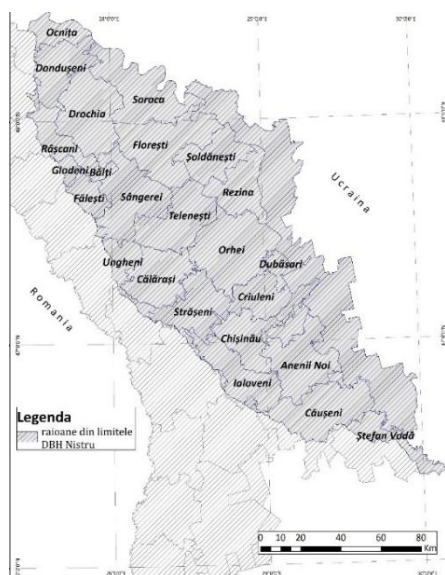 Ocnița
Dondușeni
Drochia
Soroca
Rîșcani
Florești
Șoldănești
Glodeni
Bălți
Fălești
Sângerei
Rezina
Telenești
Ucraina
Orhei
Dubăsari
Ungheni
Călărași
Criuleni
Romania
Strășeni
Chișinău
Anenii Noi
Ialoveni
Căușeni
Ștefan Vodă
Legenda
raioane din limitele
DBH Nistru
0 10 20 40 60 80
Km